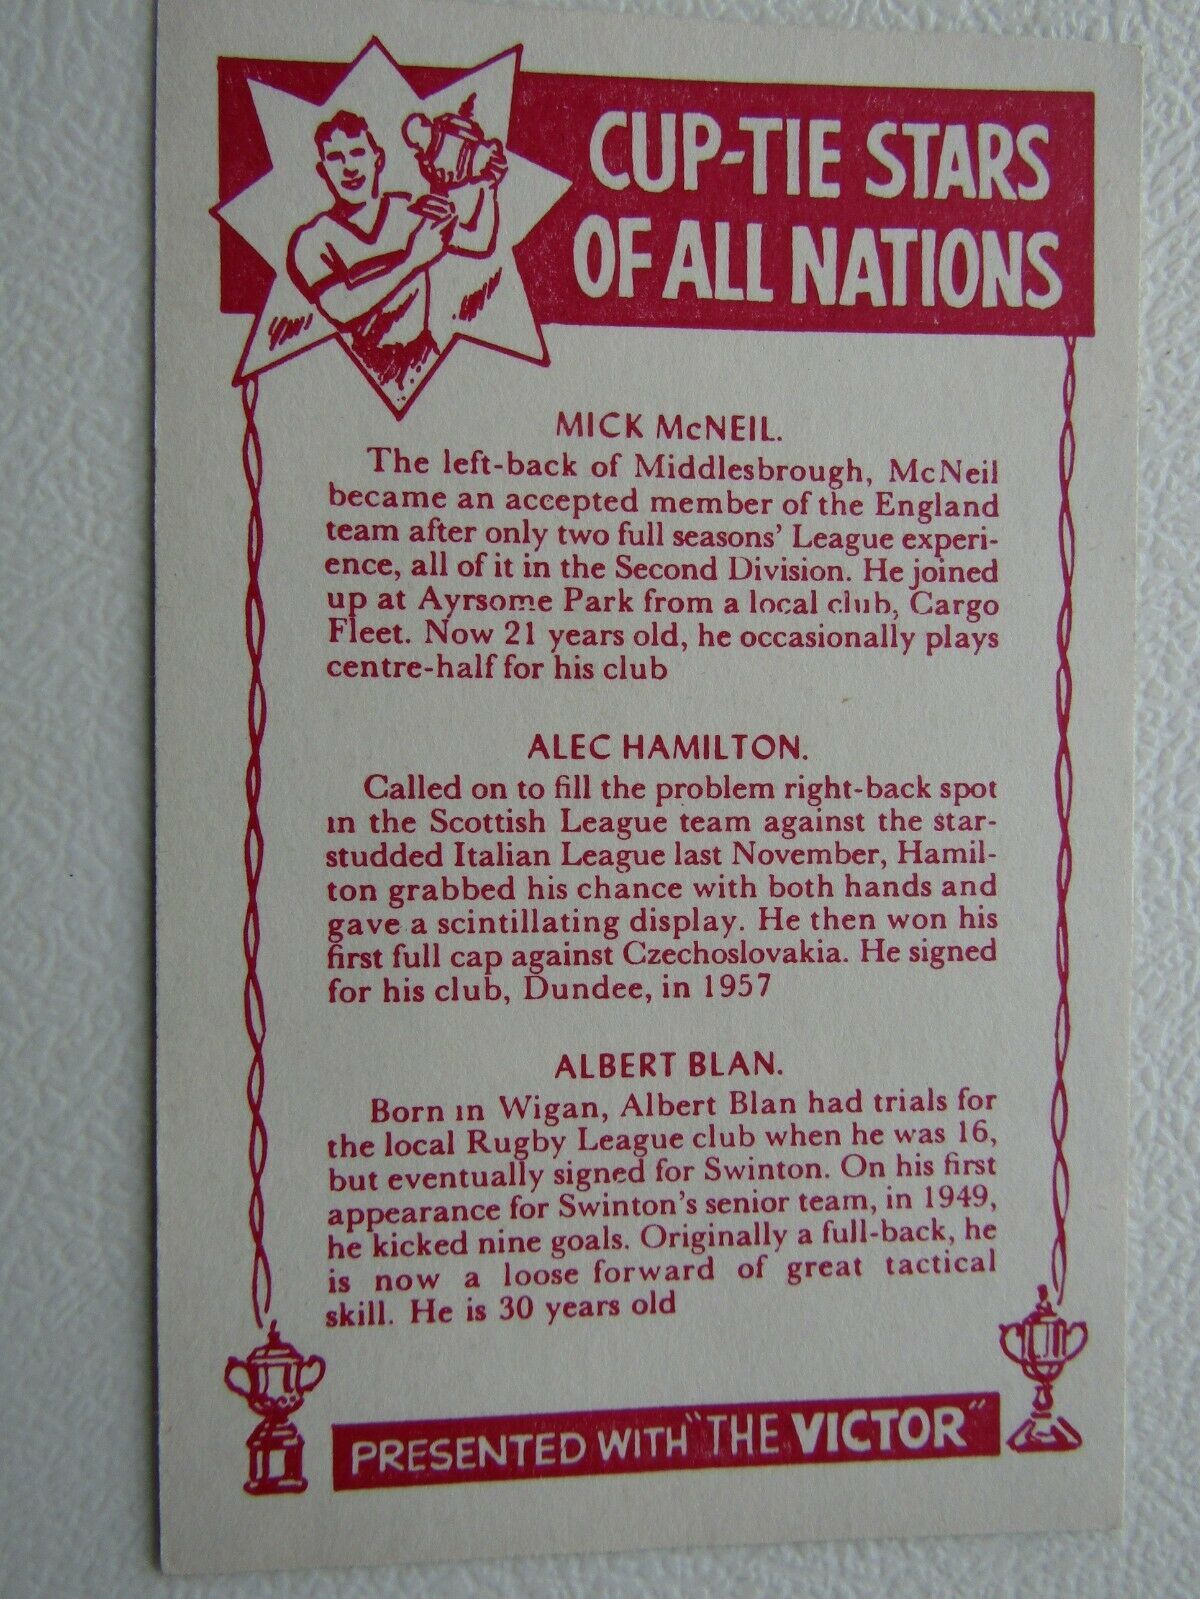 CUP-TIE STARS
OF ALL NATIONS
MICK McNEIL.
The left-back of Middlesbrough, McNeil
became an accepted member of the England
team after only two full seasons' League experi-
ence, all of it in the Second Division. He joined
up at Ayrsome Park from a local club, Cargo
Fleet. Now 21 years old, he occasionally plays
centre-half for his club
ALEC HAMILTON.
Called on to fill the problem right-back spot
in the Scottish League team against the star-
studded Italian League last November, Hamil-
ton grabbed his chance with both hands and
gave a scintillating display. He then won his
first full cap against Czechoslovakia. He signed
for his club, Dundee, in 1957
ALBERT BLAN.
Born in Wigan, Albert Blan had trials for
the local Rugby League club when he was 16,
but eventually signed for Swinton. On his first
appearance for Swinton's senior team, in 1949,
he kicked nine goals. Originally a full-back, he
is now a loose forward of great tactical
skill. He is 30 years old
PRESENTED WITH "THE VICTOR"